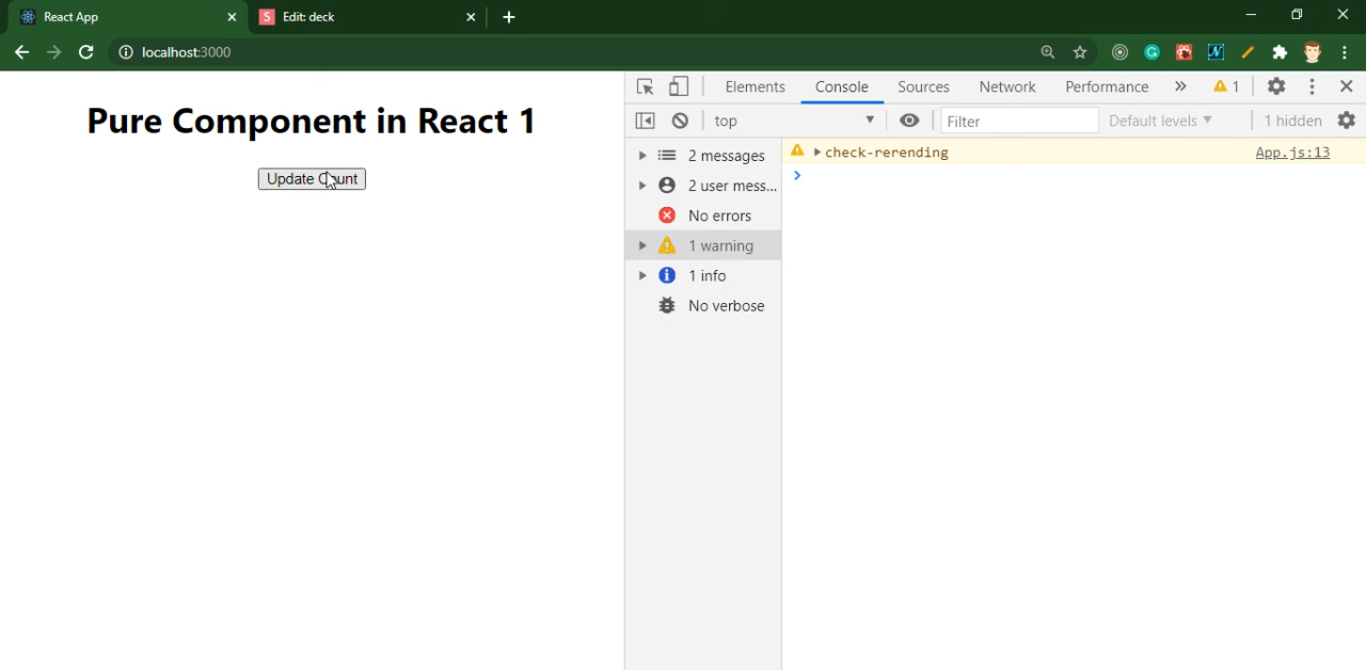 React App
Edit: deck
localhost:3000
Elements Console Sources Network Performance 1
top Filter Default levels 1 hidden
Pure Component in React 1
Update Count
2 messages
2 user mess...
No errors
1 warning
1 info
No verbose
check-rerending App.js:13